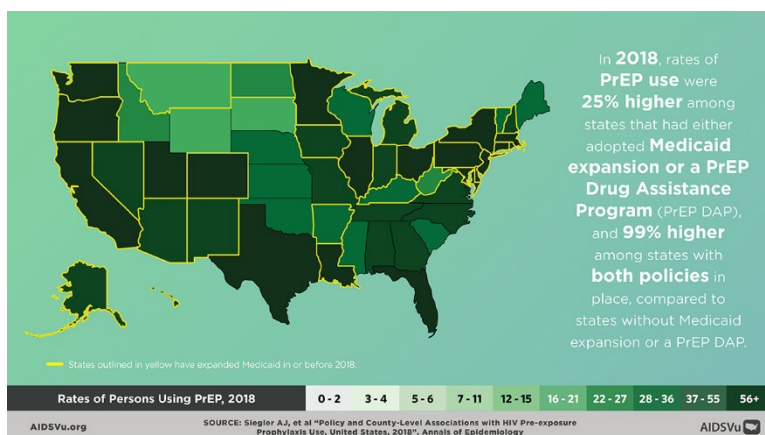 In 2018, rates of
PrEP use were
25% higher among
states that had either
adopted Medicaid
expansion or a PrEP
Drug Assistance
Program (PrEP DAP),
and 99% higher
among states with
both policies in
place, compared to
states without Medicaid
expansion or a PrEP DAP.
States outlined in yellow have expanded Medicaid in or before 2018.
Rates of Persons Using PrEP, 2018 0 - 2 3 - 4 5 - 6 7 - 11 12 - 15 16 - 21 22 - 27 28 - 36 37 - 55 56+
AIDSVu.org
SOURCE: Siegler AJ, et al "Policy and County-Level Associations with HIV Pre-exposure
Prophylaxis Use, United States, 2018", Annals of Epidemiology
AIDSVu